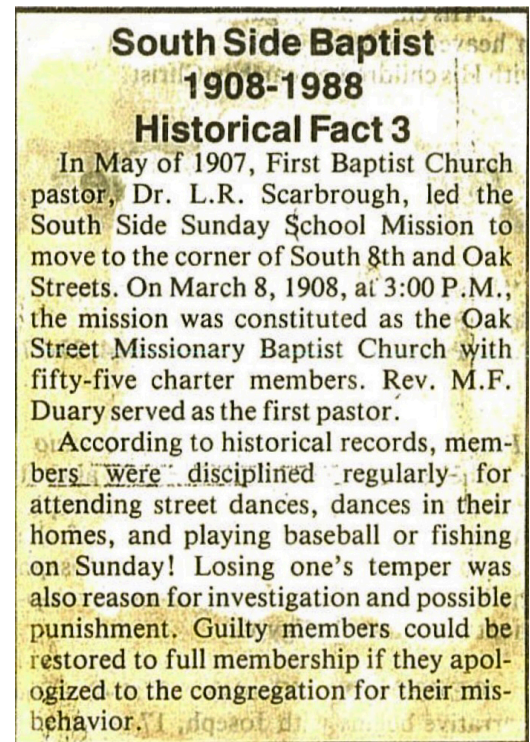 South Side Baptist
1908-1988
Historical Fact 3
In May of 1907, First Baptist Church
pastor, Dr. L.R. Scarbrough, led the
South Side Sunday School Mission to
move to the corner of South 8th and Oak
Streets. On March 8, 1908, at 3:00 P.M.,
the mission was constituted as the Oak
Street Missionary Baptist Church with
fifty-five charter members. Rev. M.F.
Duary served as the first pastor.
According to historical records, mem-
bers were disciplined regularly for
attending street dances, dances in their
homes, and playing baseball or fishing
on Sunday! Losing one's temper was
also reason for investigation and possible
punishment. Guilty members could be
restored to full membership if they apol-
ogized to the congregation for their mis-
behavior.